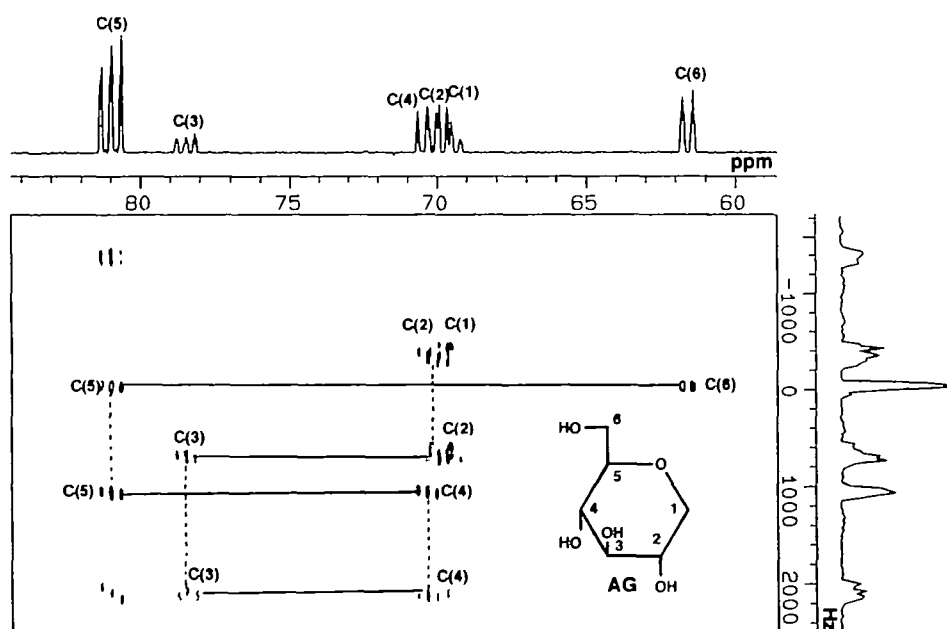 C(5)
C(3)
C(4)
C(2)
C(1)
C(6)
ppm
80
75
70
65
60
C(2)
C(1)
C(5)
C(6)
C(3)
C(2)
C(5)
C(4)
C(3)
C(4)
6
HO
5
O
4
1
OH
HO
3
2
OH
AG
-1000
0
1000
2000
Hz